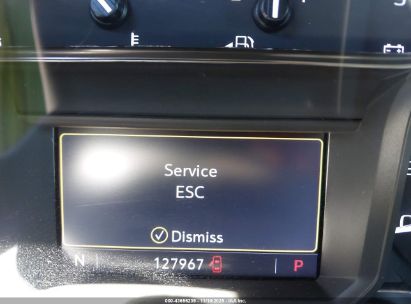 Service
ESC
Dismiss
N 127967 P